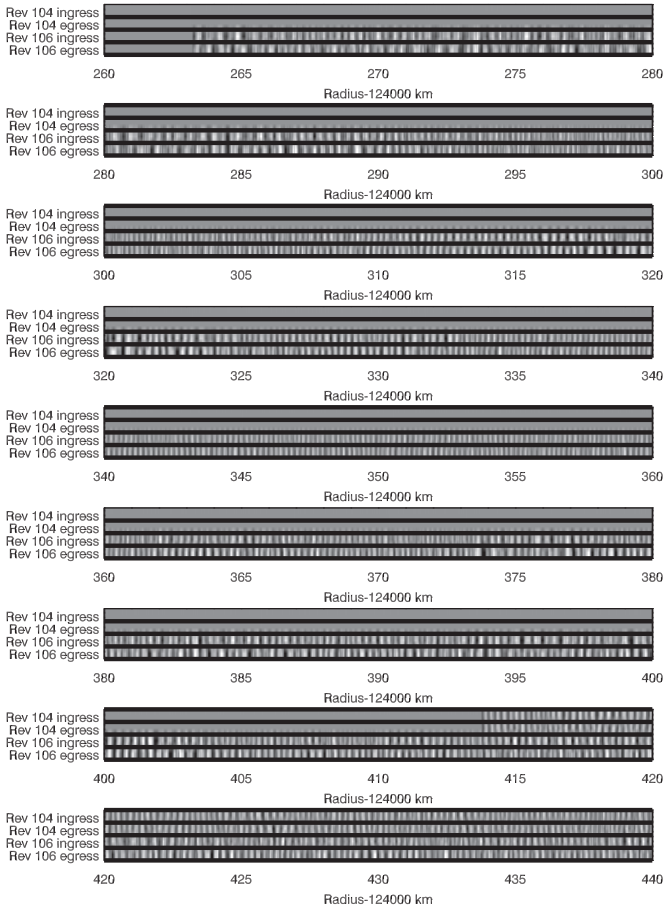 Rev 104 ingress
Rev 104 egress
Rev 106 ingress
Rev 106 egress
260 265 270 275 280
Radius-124000 km
Rev 104 ingress
Rev 104 egress
Rev 106 ingress
Rev 106 egress
280 285 290 295 300
Radius-124000 km
Rev 104 ingress
Rev 104 egress
Rev 106 ingress
Rev 106 egress
300 305 310 315 320
Radius-124000 km
Rev 104 ingress
Rev 104 egress
Rev 106 ingress
Rev 106 egress
320 325 330 335 340
Radius-124000 km
Rev 104 ingress
Rev 104 egress
Rev 106 ingress
Rev 106 egress
340 345 350 355 360
Radius-124000 km
Rev 104 ingress
Rev 104 egress
Rev 106 ingress
Rev 106 egress
360 365 370 375 380
Radius-124000 km
Rev 104 ingress
Rev 104 egress
Rev 106 ingress
Rev 106 egress
380 385 390 395 400
Radius-124000 km
Rev 104 ingress
Rev 104 egress
Rev 106 ingress
Rev 106 egress
400 405 410 415 420
Radius-124000 km
Rev 104 ingress
Rev 104 egress
Rev 106 ingress
Rev 106 egress
420 425 430 435 440
Radius-124000 km